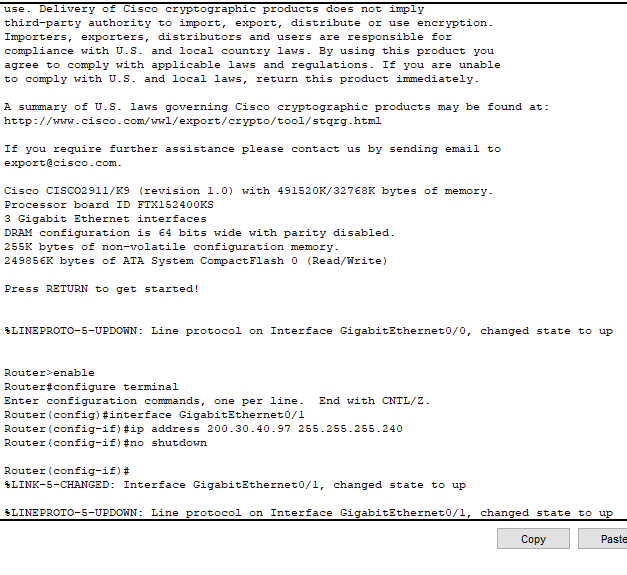 use. Delivery of Cisco cryptographic products does not imply
third-party authority to import, export, distribute or use encryption.
Importers, exporters, distributors and users are responsible for
compliance with U.S. and local country laws. By using this product you
agree to comply with applicable laws and regulations. If you are unable
to comply with U.S. and local laws, return this product immediately.
A summary of U.S. laws governing Cisco cryptographic products may be found at:
http://www.cisco.com/wwl/export/crypto/tool/stqrg.html
If you require further assistance please contact us by sending email to
export@cisco.com.
Cisco CISCO2911/K9 (revision 1.0) with 491520K/32768K bytes of memory.
Processor board ID FTX152400KS
3 Gigabit Ethernet interfaces
DRAM configuration is 64 bits wide with parity disabled.
255K bytes of non-volatile configuration memory.
249856K bytes of ATA System CompactFlash 0 (Read/Write)
Press RETURN to get started!
%LINEPROTO-5-UPDOWN: Line protocol on Interface GigabitEthernet0/0, changed state to up
Router>enable
Router#configure terminal
Enter configuration commands, one per line.  End with CNTL/Z.
Router(config)#interface GigabitEthernet0/1
Router(config-if)#ip address 200.30.40.97 255.255.255.240
Router(config-if)#no shutdown
Router(config-if)#
%LINK-5-CHANGED: Interface GigabitEthernet0/1, changed state to up
%LINEPROTO-5-UPDOWN: Line protocol on Interface GigabitEthernet0/1, changed state to up
Copy Paste